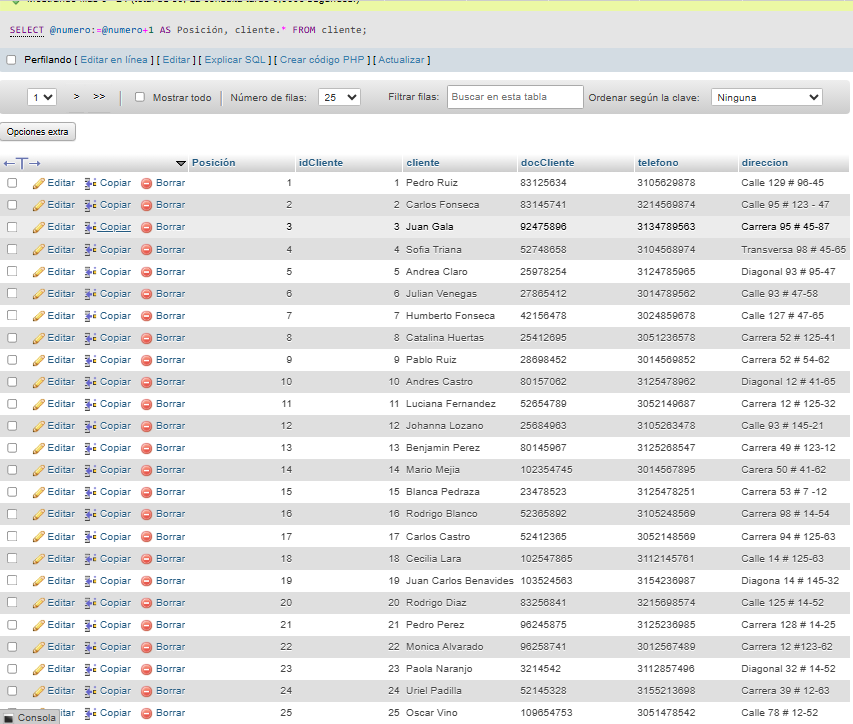 SELECT @numero:=@numero+1 AS Posición, cliente.* FROM cliente;
Perfilando [ Editar en línea ] [ Editar ] [ Explicar SQL ] [ Crear código PHP ] [ Actualizar ]
1 > >> Mostrar todo Número de filas: 25 Filtrar filas: Buscar en esta tabla Ordenar según la clave: Ninguna
Opciones extra
←T→ Posición idCliente cliente docCliente telefono direccion
Editar Copiar Borrar 1 1 Pedro Ruiz 83125634 3105629878 Calle 129 # 96-45
Editar Copiar Borrar 2 2 Carlos Fonseca 83145741 3214569874 Calle 95 # 123 - 47
Editar Copiar Borrar 3 3 Juan Gala 92475896 3134789563 Carrera 95 # 45-87
Editar Copiar Borrar 4 4 Sofia Triana 52748658 3104568974 Transversa 98 # 45-65
Editar Copiar Borrar 5 5 Andrea Claro 25978254 3124785965 Diagonal 93 # 95-47
Editar Copiar Borrar 6 6 Julian Venegas 27865412 3014789562 Calle 93 # 47-58
Editar Copiar Borrar 7 7 Humberto Fonseca 42156478 3024859678 Calle 127 # 47-65
Editar Copiar Borrar 8 8 Catalina Huertas 25412695 3051236578 Carrera 52 # 125-41
Editar Copiar Borrar 9 9 Pablo Ruiz 28698452 3014569852 Carrera 52 # 54-62
Editar Copiar Borrar 10 10 Andres Castro 80157062 3125478962 Diagonal 12 # 41-65
Editar Copiar Borrar 11 11 Luciana Fernandez 52654789 3052149687 Carrera 12 # 125-32
Editar Copiar Borrar 12 12 Johanna Lozano 25684963 3105263478 Calle 93 # 145-21
Editar Copiar Borrar 13 13 Benjamin Perez 80145967 3125268547 Carrera 49 # 123-12
Editar Copiar Borrar 14 14 Mario Mejia 102354745 3014567895 Carera 50 # 41-62
Editar Copiar Borrar 15 15 Blanca Pedraza 23478523 3125478251 Carrera 53 # 7 -12
Editar Copiar Borrar 16 16 Rodrigo Blanco 52365892 3105248569 Carrera 98 # 14-54
Editar Copiar Borrar 17 17 Carlos Castro 52412365 3052148569 Carrera 94 # 125-63
Editar Copiar Borrar 18 18 Cecilia Lara 102547865 3112145761 Calle 14 # 125-63
Editar Copiar Borrar 19 19 Juan Carlos Benavides 103524563 3154236987 Diagona 14 # 145-32
Editar Copiar Borrar 20 20 Rodrigo Diaz 83256841 3215698574 Calle 125 # 14-52
Editar Copiar Borrar 21 21 Pedro Perez 96245875 3125236985 Carrera 128 # 14-25
Editar Copiar Borrar 22 22 Monica Alvarado 96258741 3012567489 Carrera 12 #123-62
Editar Copiar Borrar 23 23 Paola Naranjo 3214542 3112857496 Diagonal 32 # 14-52
Editar Copiar Borrar 24 24 Uriel Padilla 52145328 3155213698 Carrera 39 # 12-63
Consola Copiar Borrar 25 25 Oscar Vino 109654753 3051478542 Calle 78 # 12-52